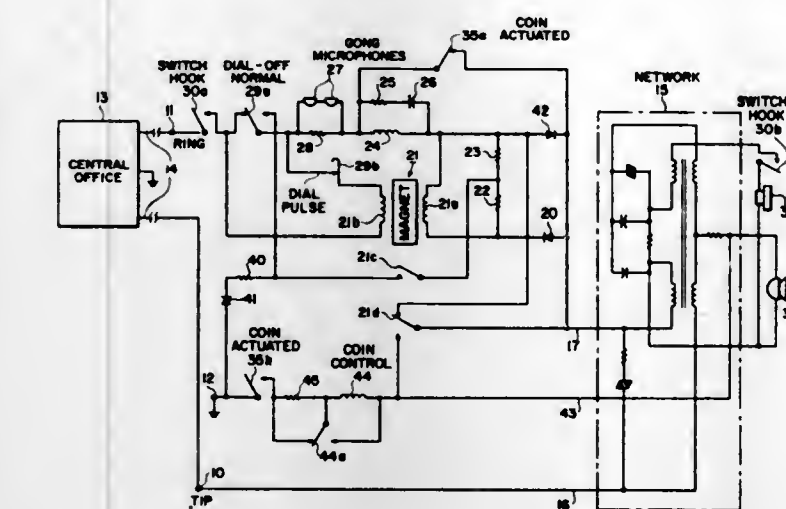 COIN
ACTUATED
35a
GONG
MICROPHONES
27
SWITCH
HOOK
30a
DIAL-OFF
NORMAL
29a
25
26
NETWORK
15
SWITCH
HOOK
30b
13
11
42
RING
28
24
23
CENTRAL
OFFICE
14
29b
21
22
DIAL
PULSE
MAGNET
21b
21a
20
21c
40
41
21d
COIN
ACTUATED
35b
COIN
CONTROL
44
17
12
45
43
44a
10
TIP
16